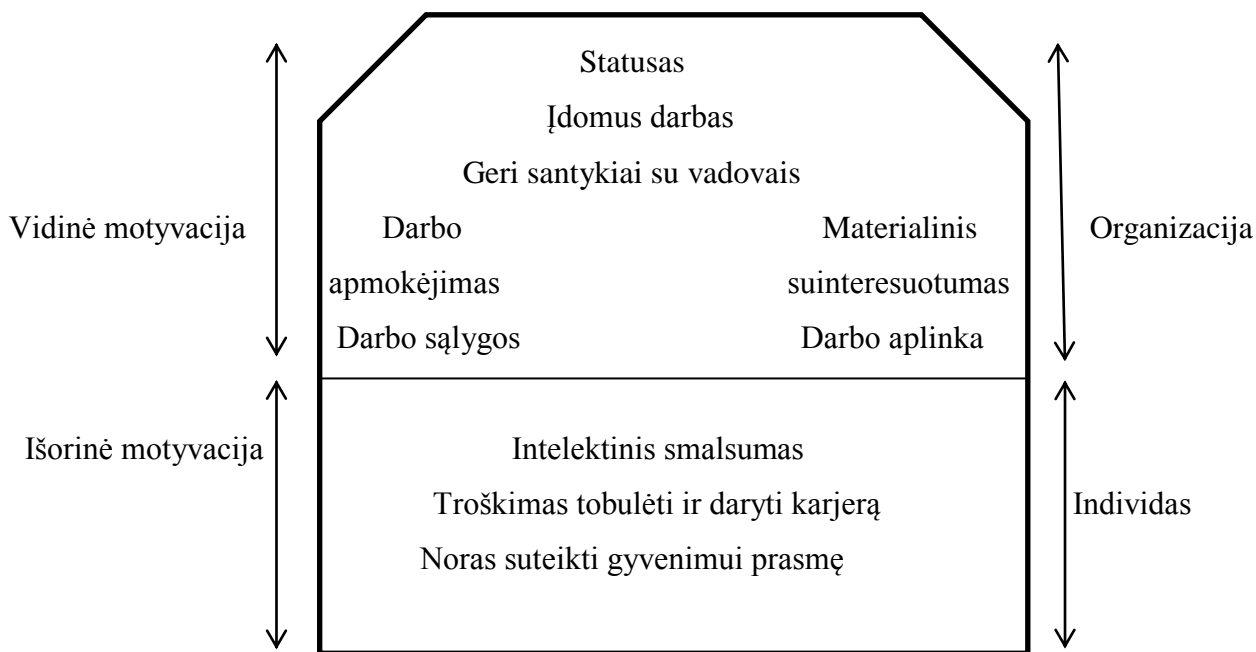 Statusas
Įdomus darbas
Geri santykiai su vadovais
Vidinė motyvacija
Darbo
apmokėjimas
Darbo sąlygos
Materialinis
suinteresuotumas
Darbo aplinka
Organizacija
Išorinė motyvacija
Intelektinis smalsumas
Troškimas tobulėti ir daryti karjerą
Noras suteikti gyvenimui prasmę
Individas